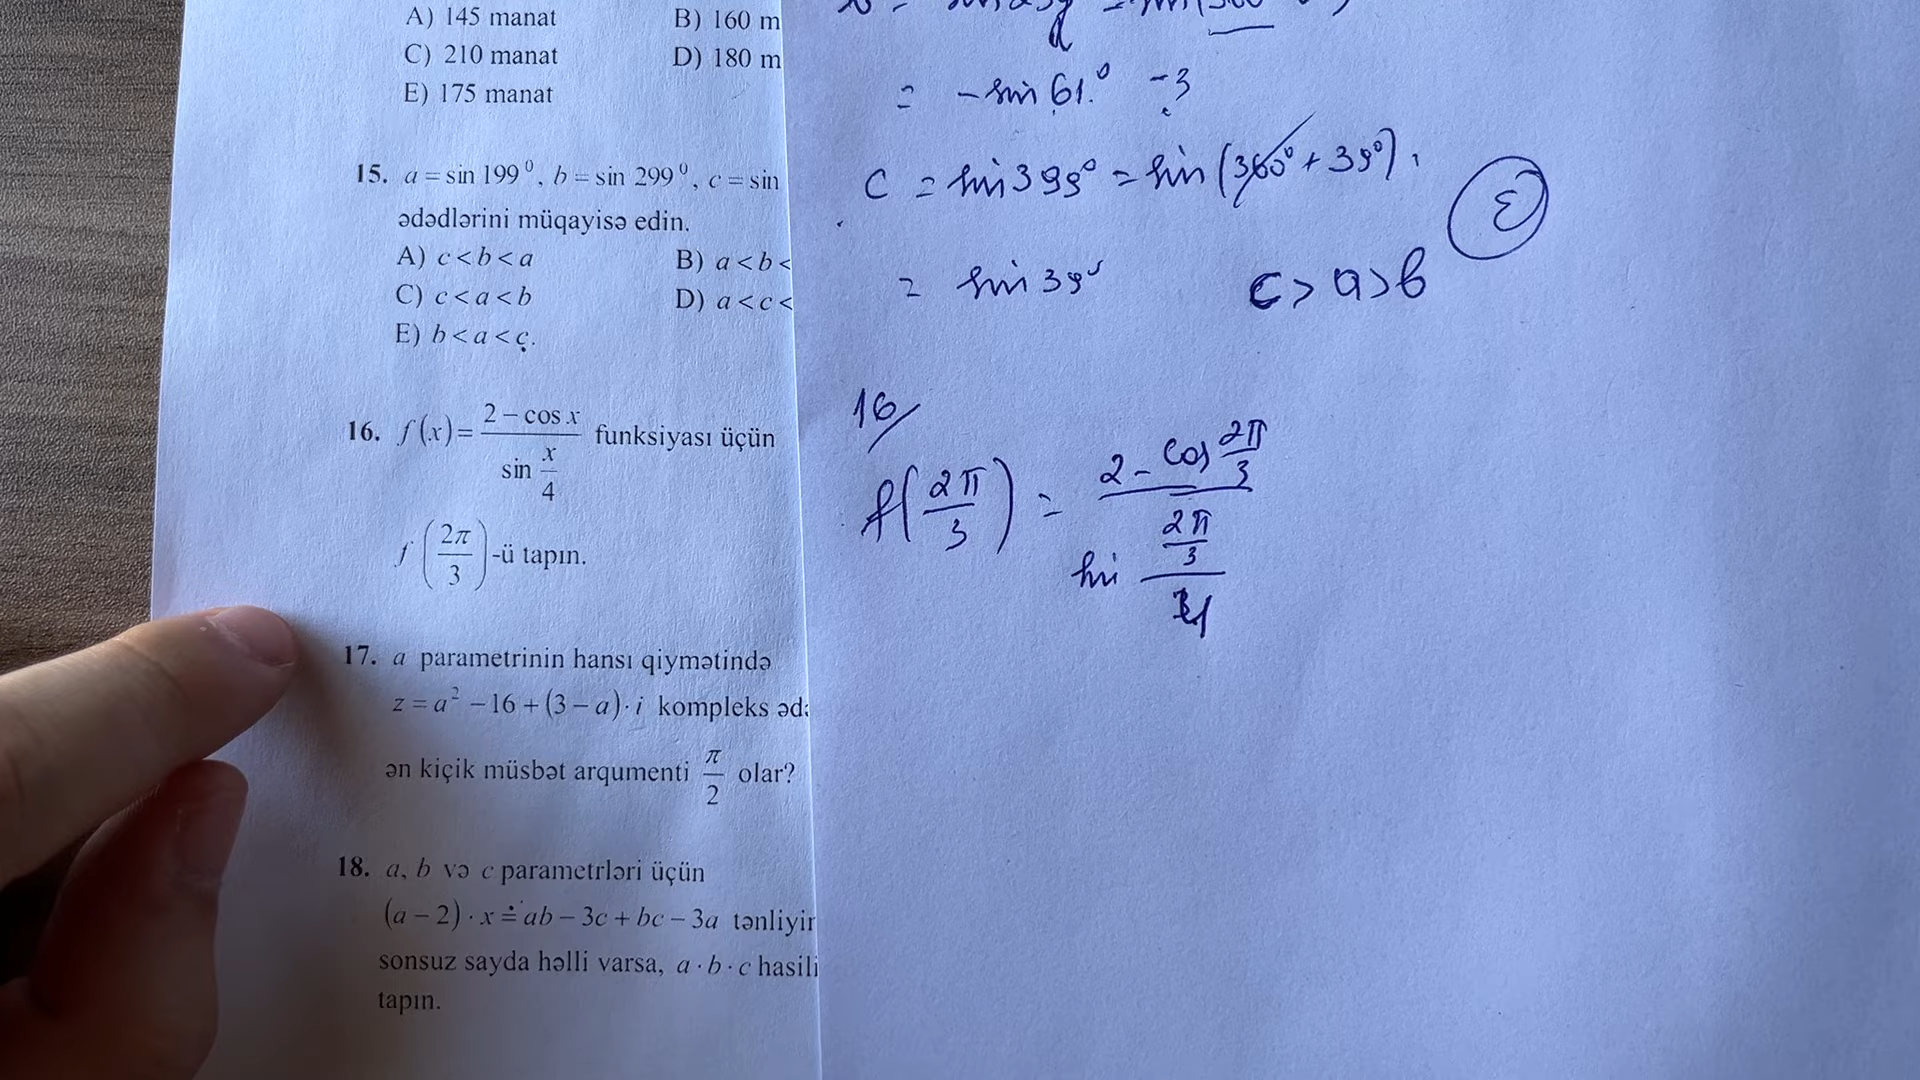 A) 145 manat B) 160 m
C) 210 manat D) 180 m
E) 175 manat
15. a = sin 199⁰, b = sin 299⁰, c = sin
ədədlərini müqayisə edin.
A) c < b < a B) a < b <
C) c < a < b D) a < c <
E) b < a < c.
16. f(x) = (2 − cos x)/(sin x/4) funksiyası üçün
f(2π/3)-ü tapın.
17. a parametrinin hansı qiymətində
z = a² − 16 + (3 − a)· i kompleks əd
ən kiçik müsbət arqumenti π/2 olar?
18. a, b və c parametrləri üçün
(a − 2) · x = ab − 3c + bc − 3a tənliyin
sonsuz sayda həlli varsa, a · b · c hasili
tapın.
= -sin 61.° -3
C = sin 399° = sin (360° + 39°).
= sin 39° C > a > b E
16/
f(2π/3) = (2 - cos 2π/3)/(sin (2π/3)/4)